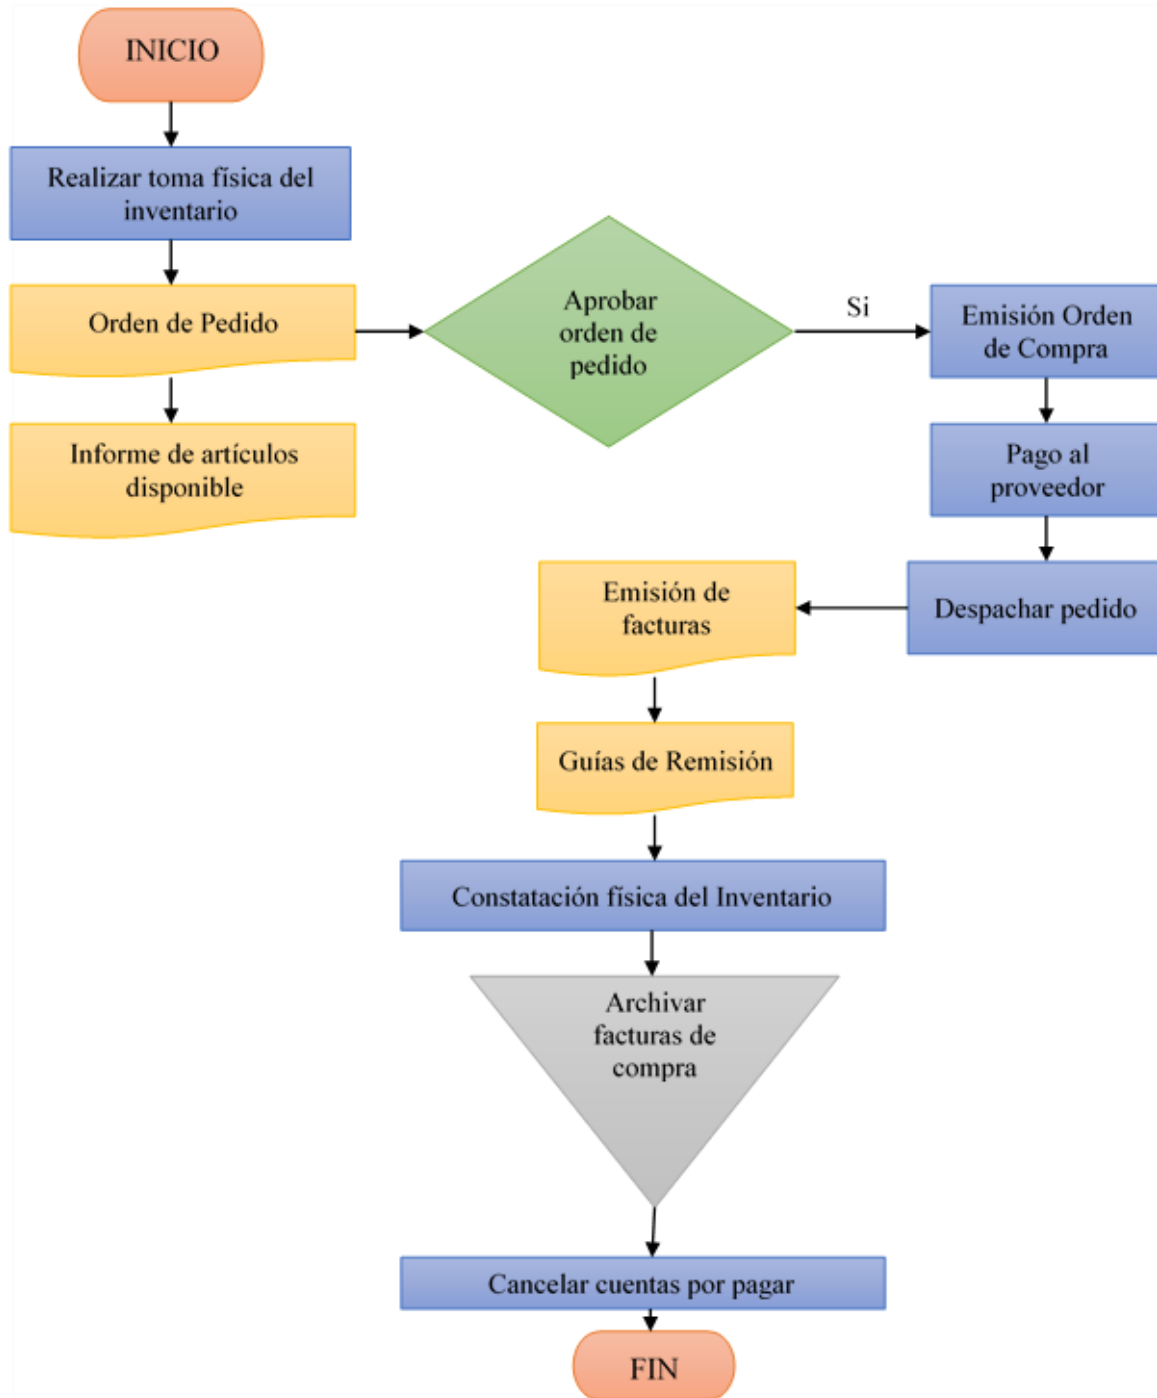 INICIO
Realizar toma física del
inventario
Orden de Pedido
Informe de artículos
disponible
Aprobar
orden de
pedido
Si
Emisión Orden
de Compra
Pago al
proveedor
Despachar pedido
Emisión de
facturas
Guías de Remisión
Constatación física del Inventario
Archivar
facturas de
compra
Cancelar cuentas por pagar
FIN